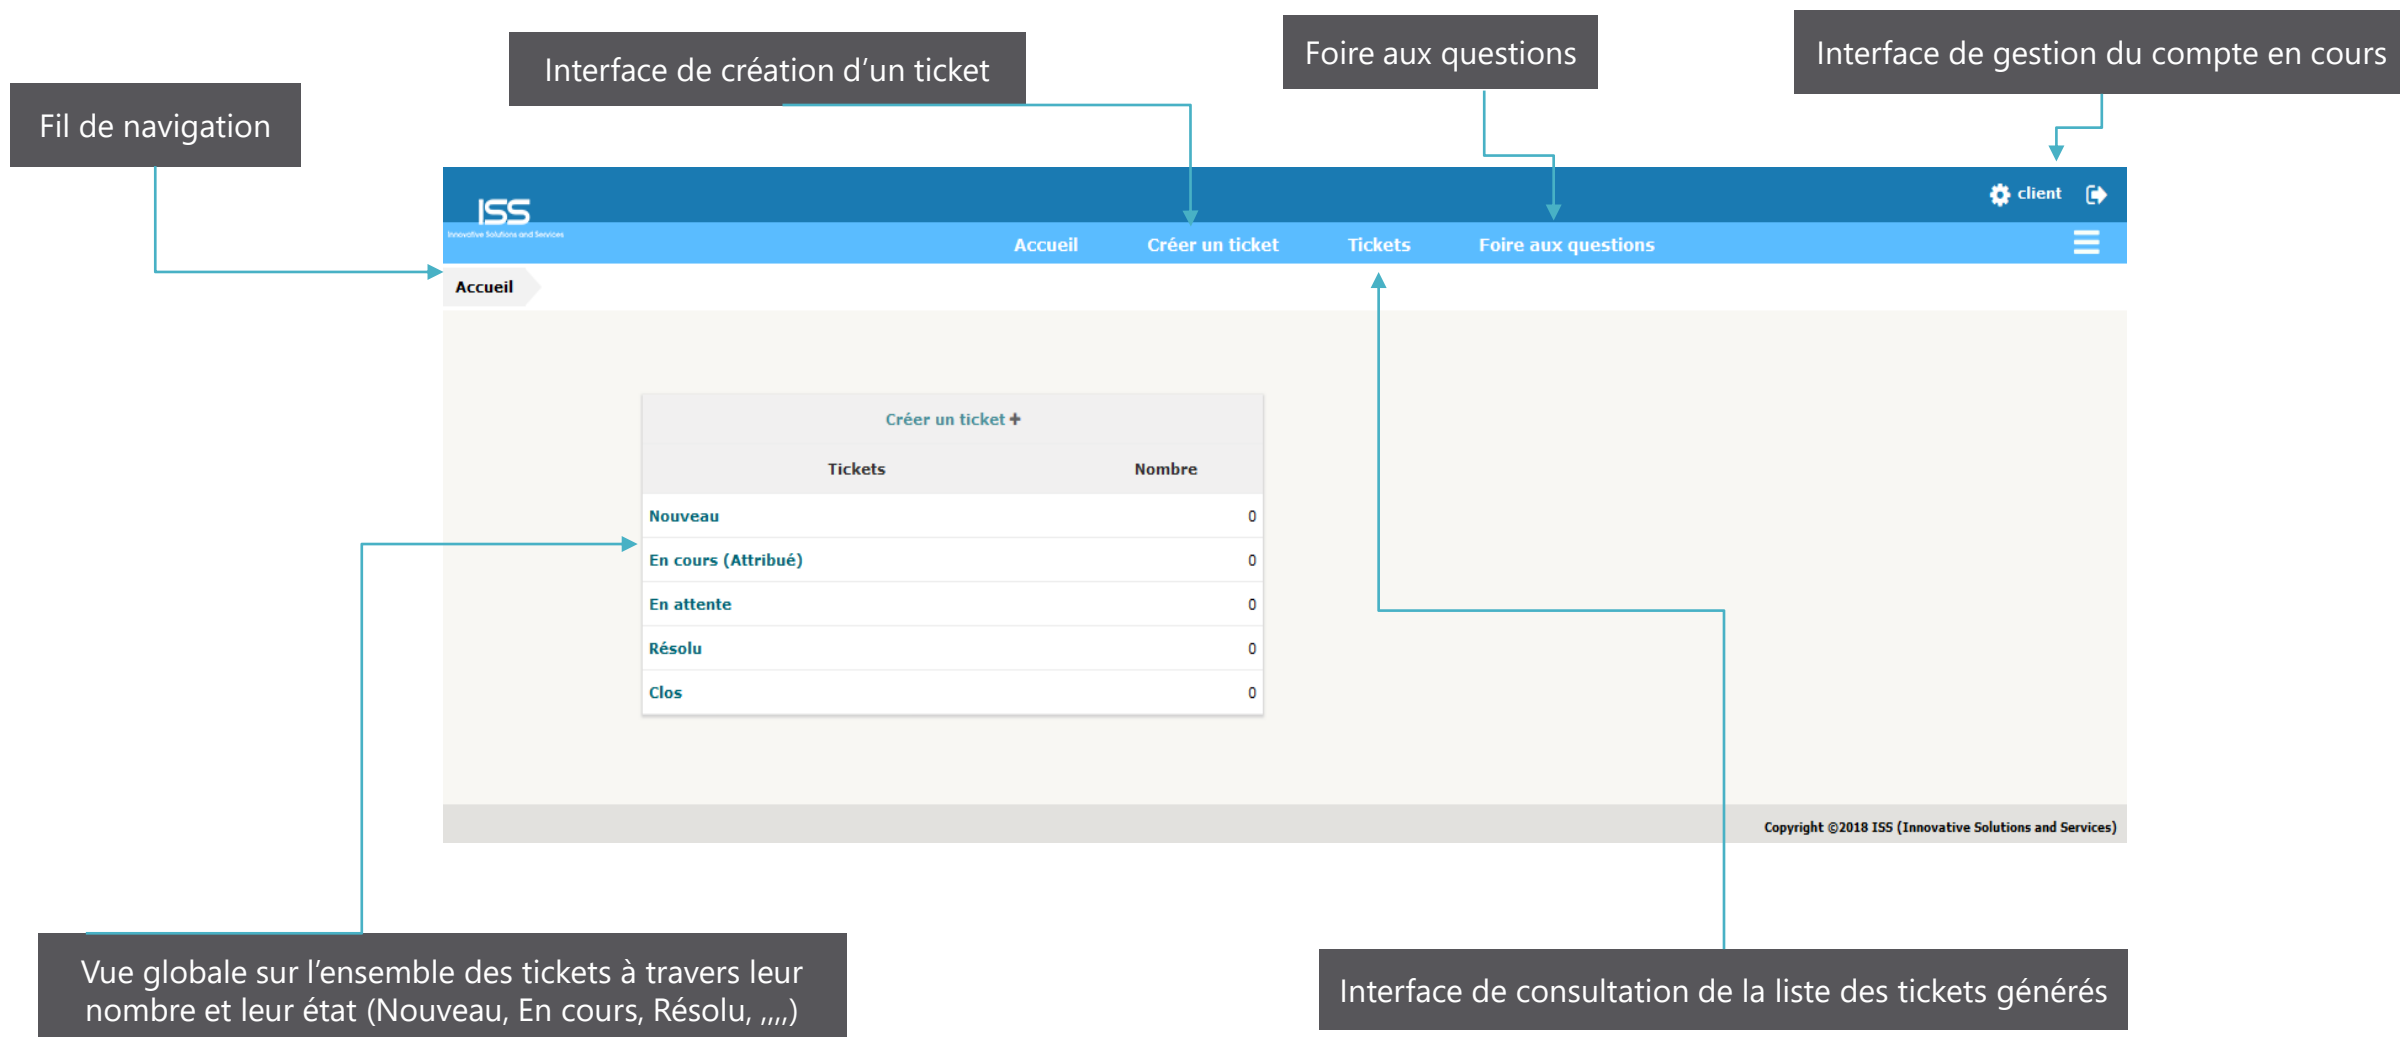 Interface de création d’un ticket
Foire aux questions
Interface de gestion du compte en cours
Fil de navigation
ISS
Innovative Solutions and Services
client
Accueil
Créer un ticket
Tickets
Foire aux questions
Accueil
Créer un ticket +
Tickets
Nombre
Nouveau 0
En cours (Attribué) 0
En attente 0
Résolu 0
Clos 0
Copyright ©2018 ISS (Innovative Solutions and Services)
Vue globale sur l’ensemble des tickets à travers leur
nombre et leur état (Nouveau, En cours, Résolu, ,,,,)
Interface de consultation de la liste des tickets générés